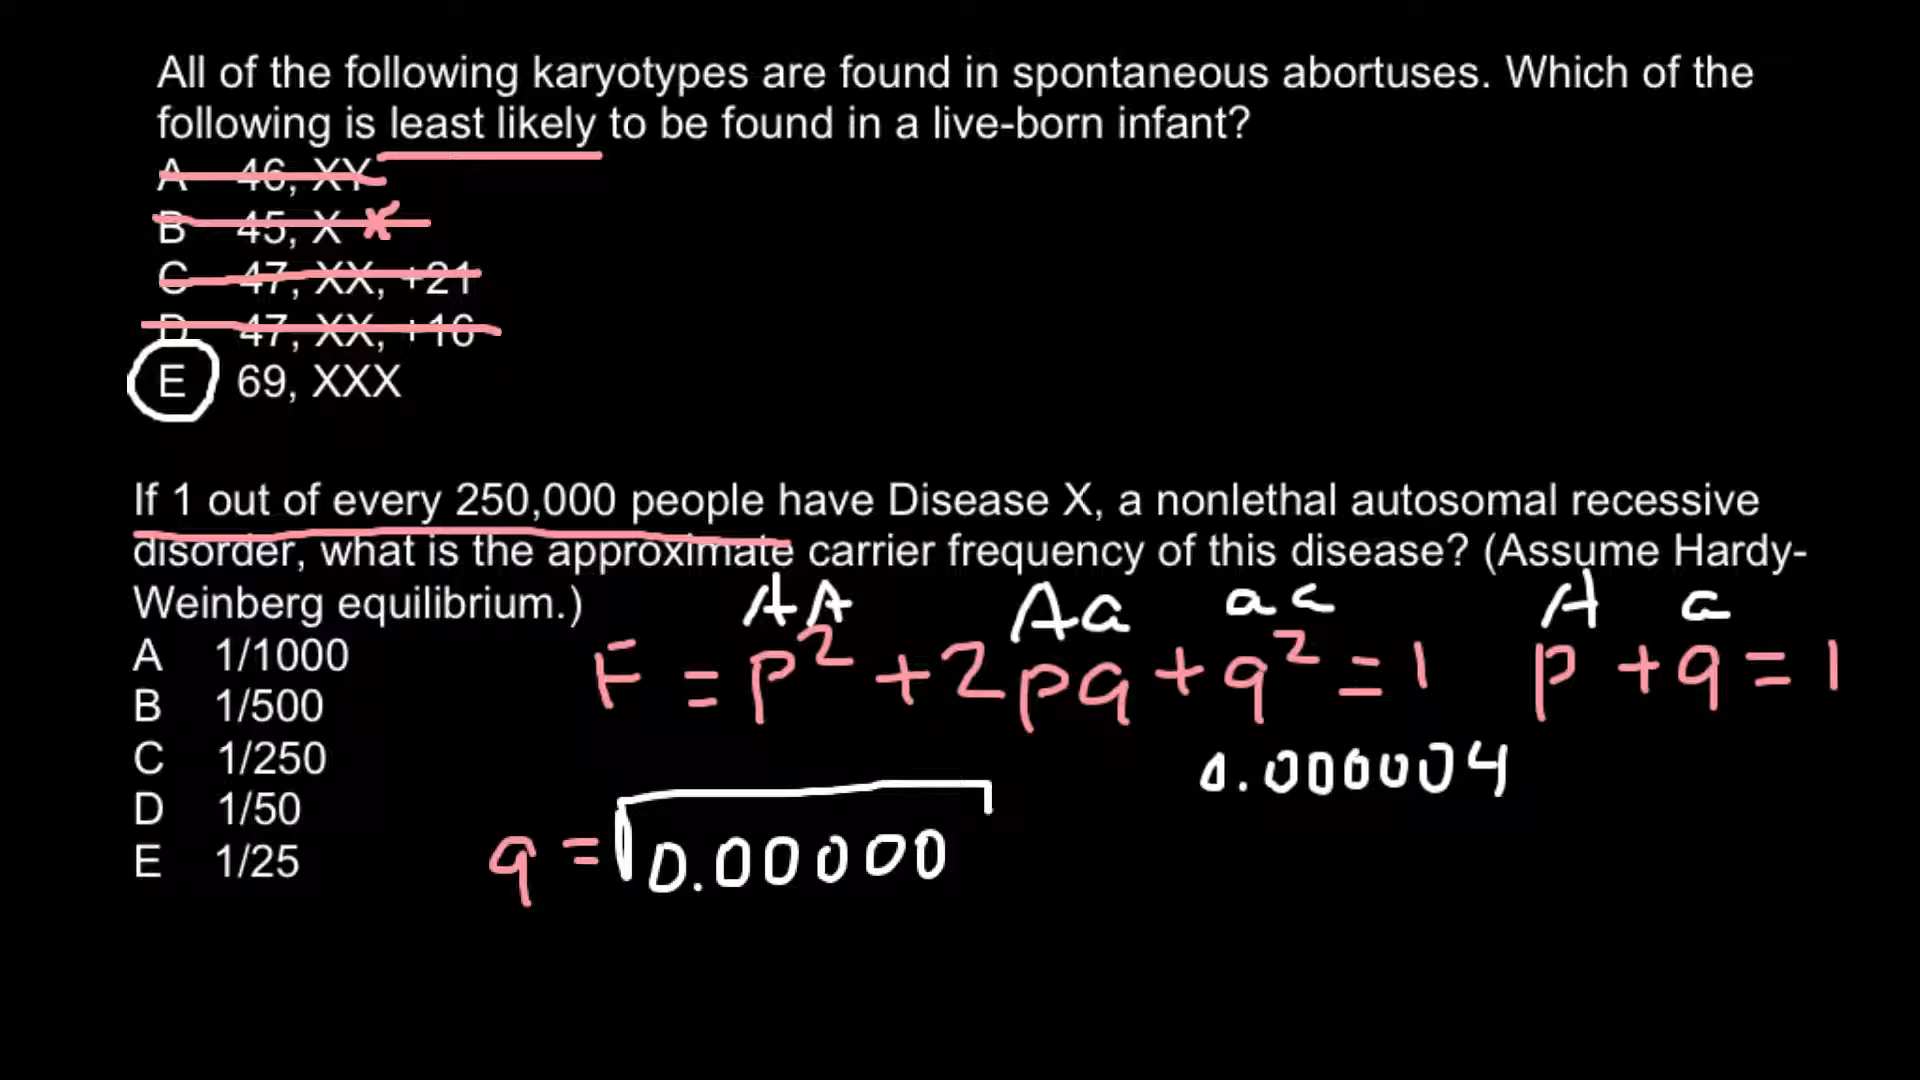 All of the following karyotypes are found in spontaneous abortuses. Which of the
following is least likely to be found in a live-born infant?
A 46, XY
B 45, X
C 47, XX, +21
D 47, XX, +16
E 69, XXX
If 1 out of every 250,000 people have Disease X, a nonlethal autosomal recessive
disorder, what is the approximate carrier frequency of this disease? (Assume Hardy-
Weinberg equilibrium.)
AA Aa aa A a
A 1/1000
F = p² + 2pq + q² = 1 p + q = 1
B 1/500
C 1/250
0.000004
D 1/50
E 1/25
q = √0.00000